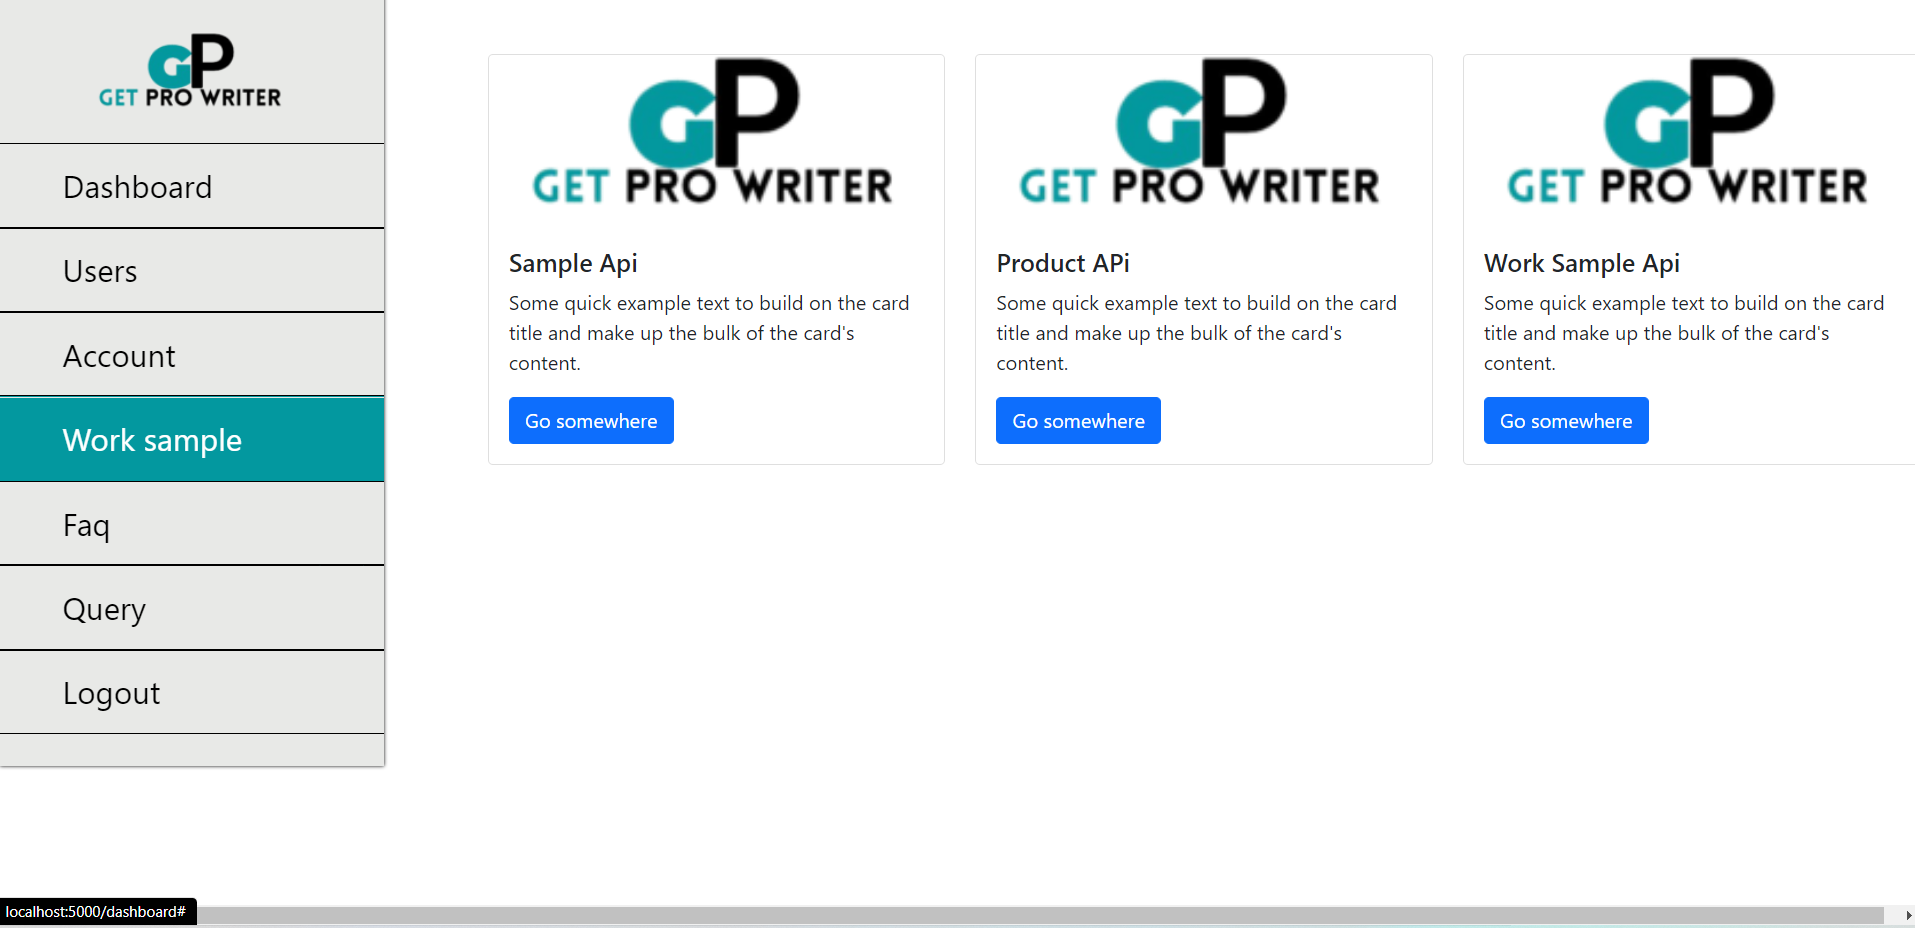 GP
GET PRO WRITER
Dashboard
Users
Account
Work sample
Faq
Query
Logout
GP
GET PRO WRITER
Sample Api
Some quick example text to build on the card
title and make up the bulk of the card's
content.
Go somewhere
GP
GET PRO WRITER
Product APi
Some quick example text to build on the card
title and make up the bulk of the card's
content.
Go somewhere
GP
GET PRO WRITER
Work Sample Api
Some quick example text to build on the card
title and make up the bulk of the card's
content.
Go somewhere
localhost:5000/dashboard#